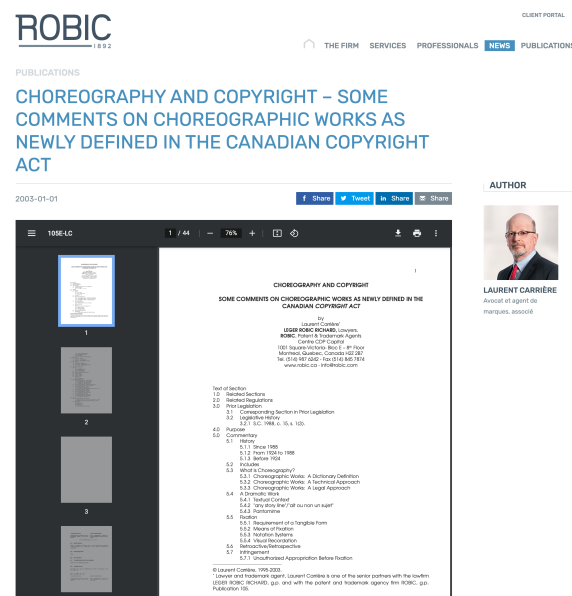 CLIENT PORTAL
ROBIC
1892
THE FIRM SERVICES PROFESSIONALS NEWS PUBLICATIONS
PUBLICATIONS
CHOREOGRAPHY AND COPYRIGHT – SOME
COMMENTS ON CHOREOGRAPHIC WORKS AS
NEWLY DEFINED IN THE CANADIAN COPYRIGHT
ACT
2003-01-01
Share Tweet Share Share
AUTHOR
LAURENT CARRIÈRE
Avocat et agent de
marques, associé
105E-LC 1 / 44 76%
1
2
3
1
CHOREOGRAPHY AND COPYRIGHT
SOME COMMENTS ON CHOREOGRAPHIC WORKS AS NEWLY DEFINED IN THE
CANADIAN COPYRIGHT ACT
by
Laurent Carrière*
LEGER ROBIC RICHARD, Lawyers,
ROBIC, Patent & Trademark Agents
Centre CDP Capital
1001 Square-Victoria- Bloc E – 8th Floor
Montreal, Quebec, Canada H2Z 2B7
Tel. (514) 987 6242 - Fax (514) 845 7874
www.robic.ca - info@robic.com
Text of Section
1.0 Related Sections
2.0 Related Regulations
3.0 Prior Legislation
3.1 Corresponding Section in Prior Legislation
3.2 Legislative History
3.2.1 S.C. 1988, c. 15, s. 1(3).
4.0 Purpose
5.0 Commentary
5.1 History
5.1.1 Since 1988
5.1.2 From 1924 to 1988
5.1.3 Before 1924
5.2 Includes
5.3 What is Choreography?
5.3.1 Choreographic Works: A Dictionary Definition
5.3.2 Choreographic Works: A Technical Approach
5.3.3 Choreographic Works: A Legal Approach
5.4 A Dramatic Work
5.4.1 Textual Context
5.4.2 "any story line"/"ait ou non un sujet"
5.4.3 Pantomime
5.5 Fixation
5.5.1 Requirement of a Tangible Form
5.5.2 Means of Fixation
5.5.3 Notation Systems
5.5.4 Visual Recordation
5.6 Retroactive/Retrospective
5.7 Infringement
5.7.1 Unauthorized Appropriation Before Fixation
© Laurent Carrière, 1995-2003.
* Lawyer and trademark agent, Laurent Carrière is one of the senior partners with the lawfirm
LEGER ROBIC RICHARD, g.p. and with the patent and trademark agency firm ROBIC, g.p.
Publication 105.